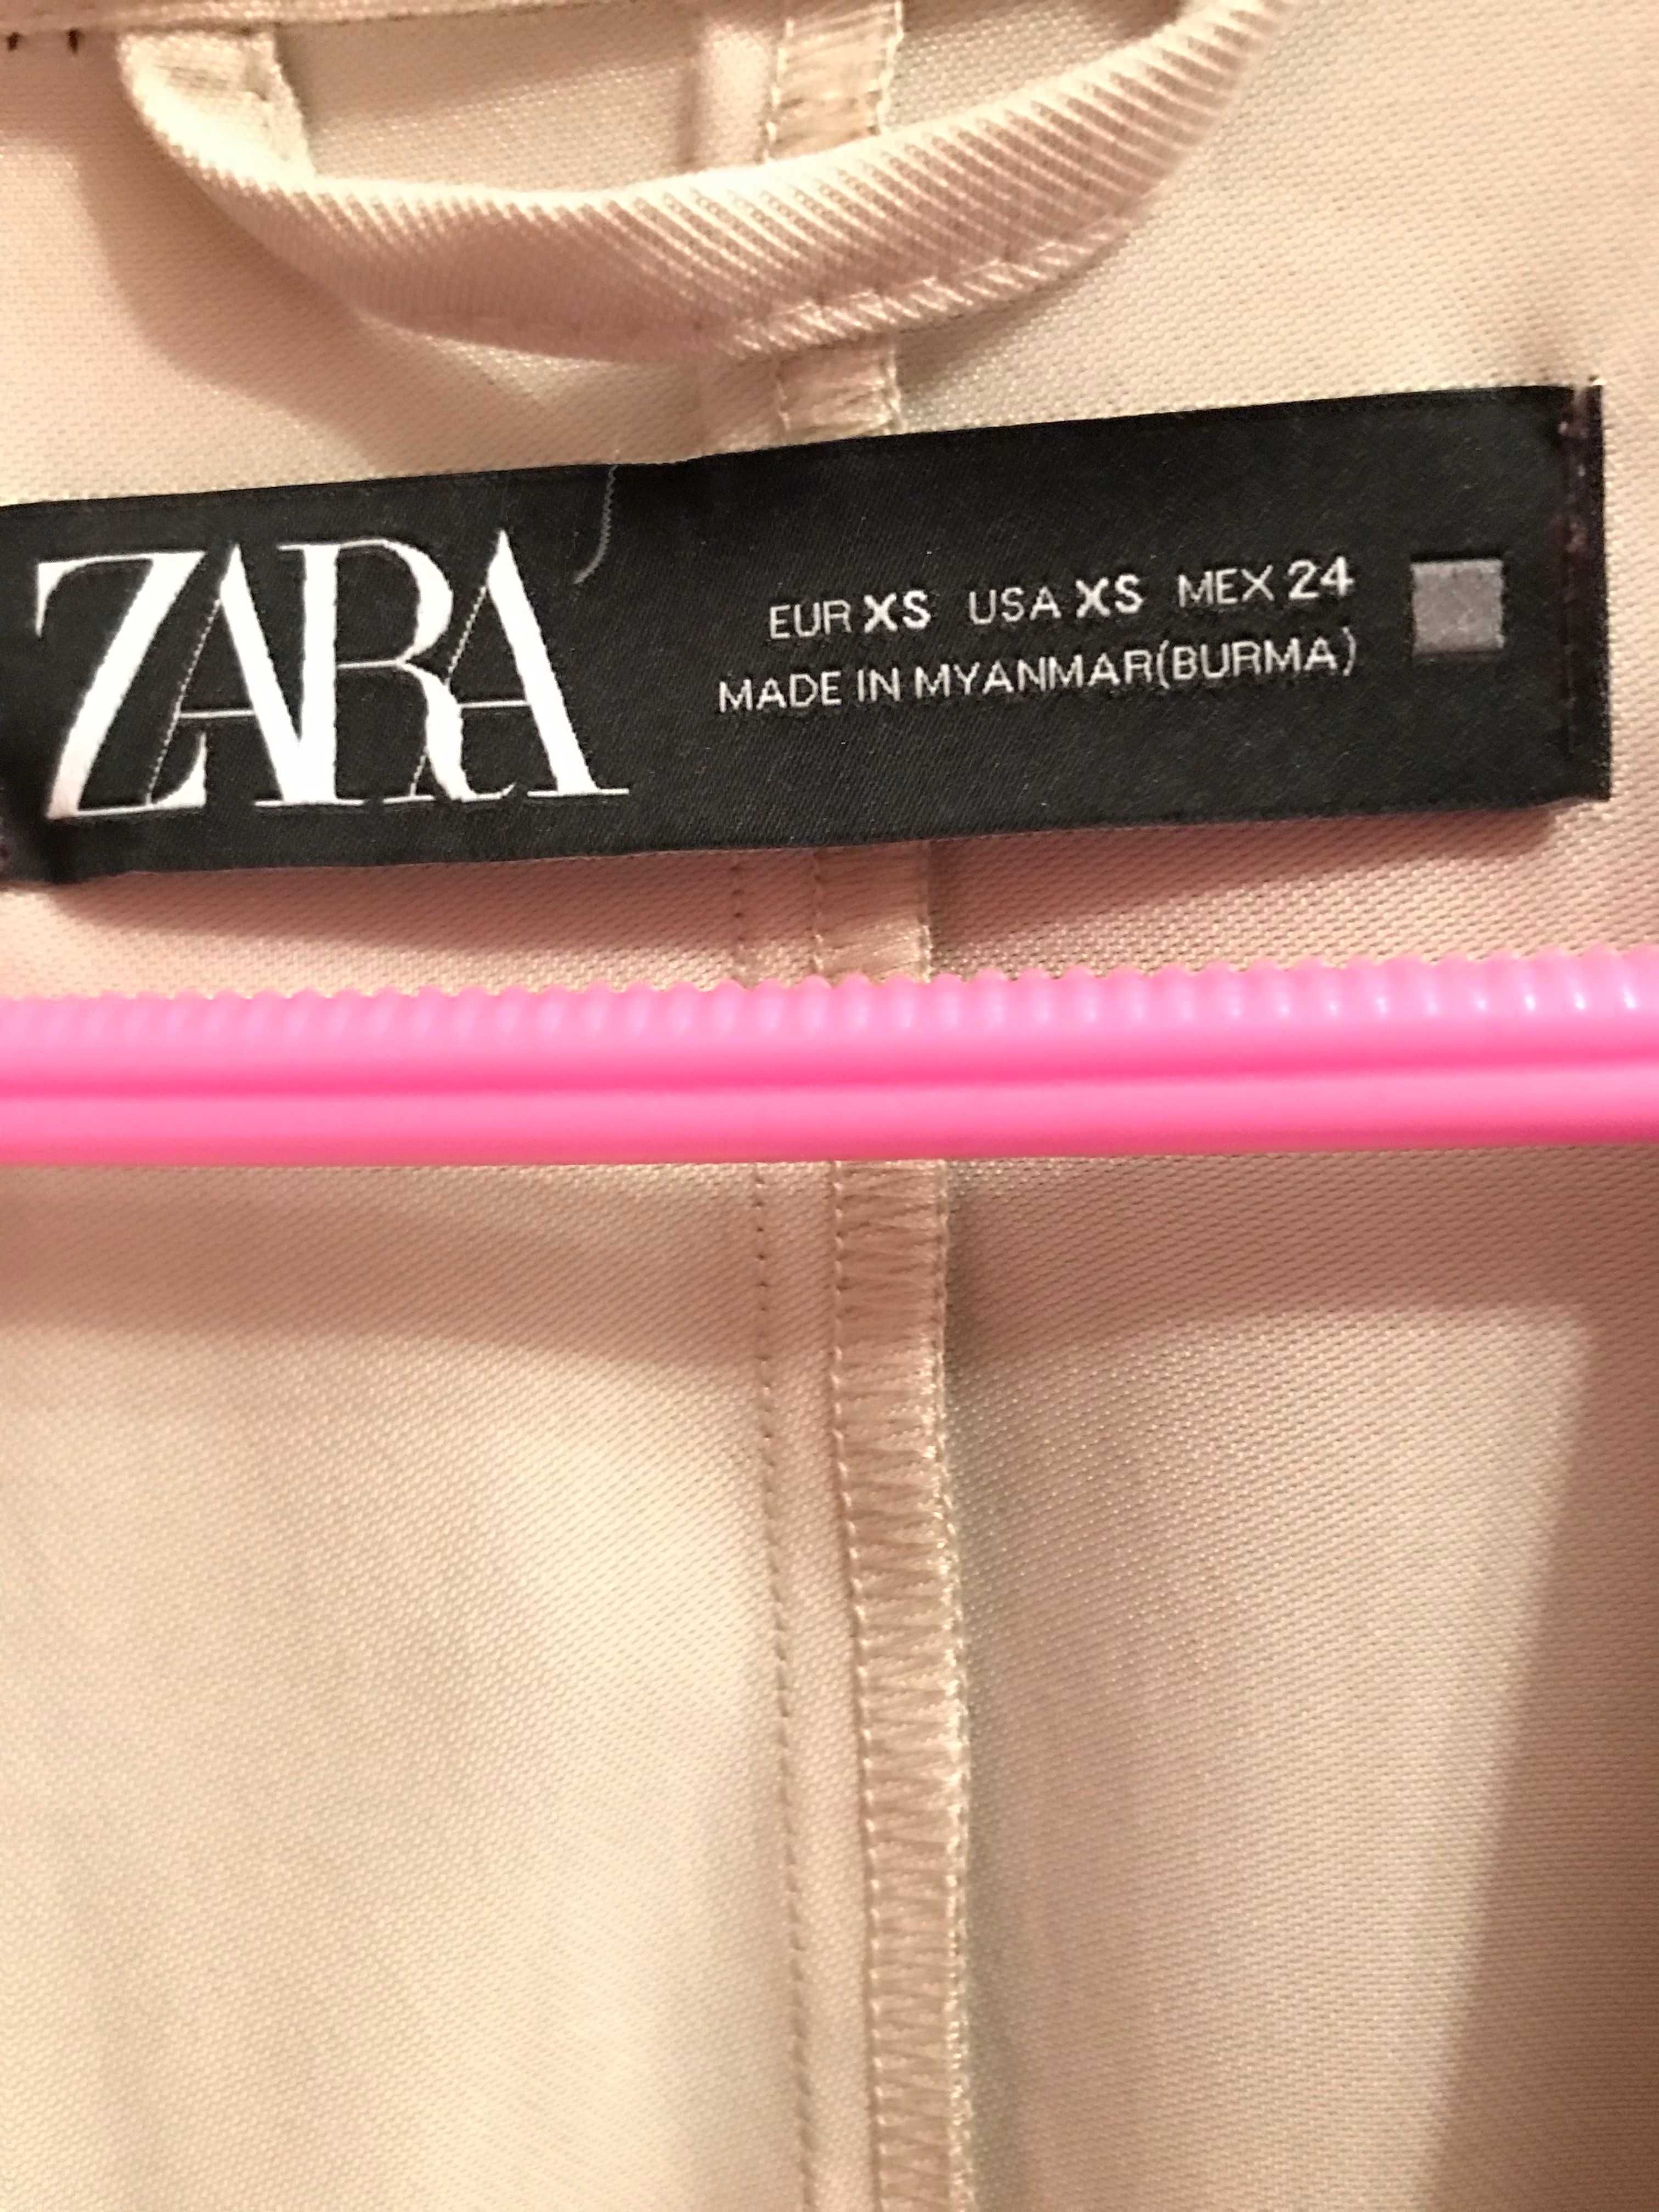 ZARA
EUR XS USA XS MEX 24
MADE IN MYANMAR(BURMA)